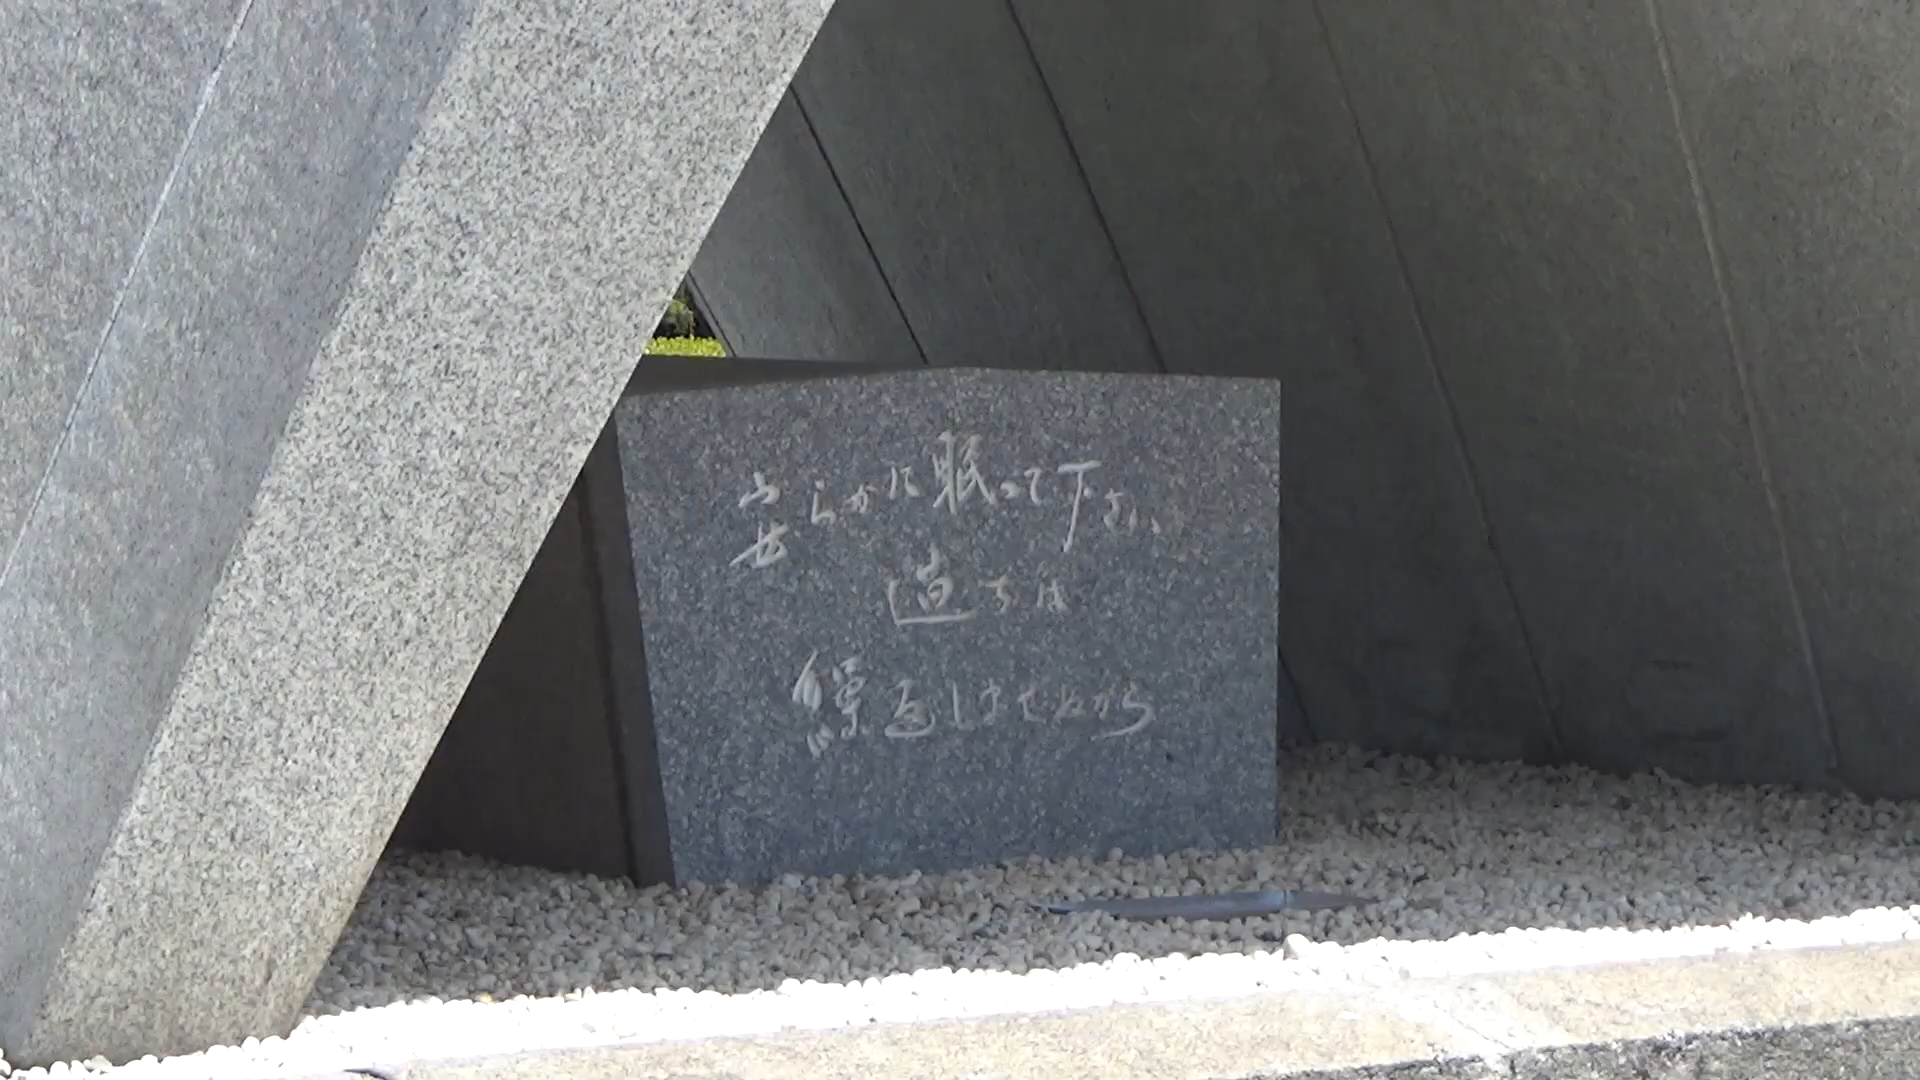 安らかに眠って下さい
過ちは
繰返しませぬから